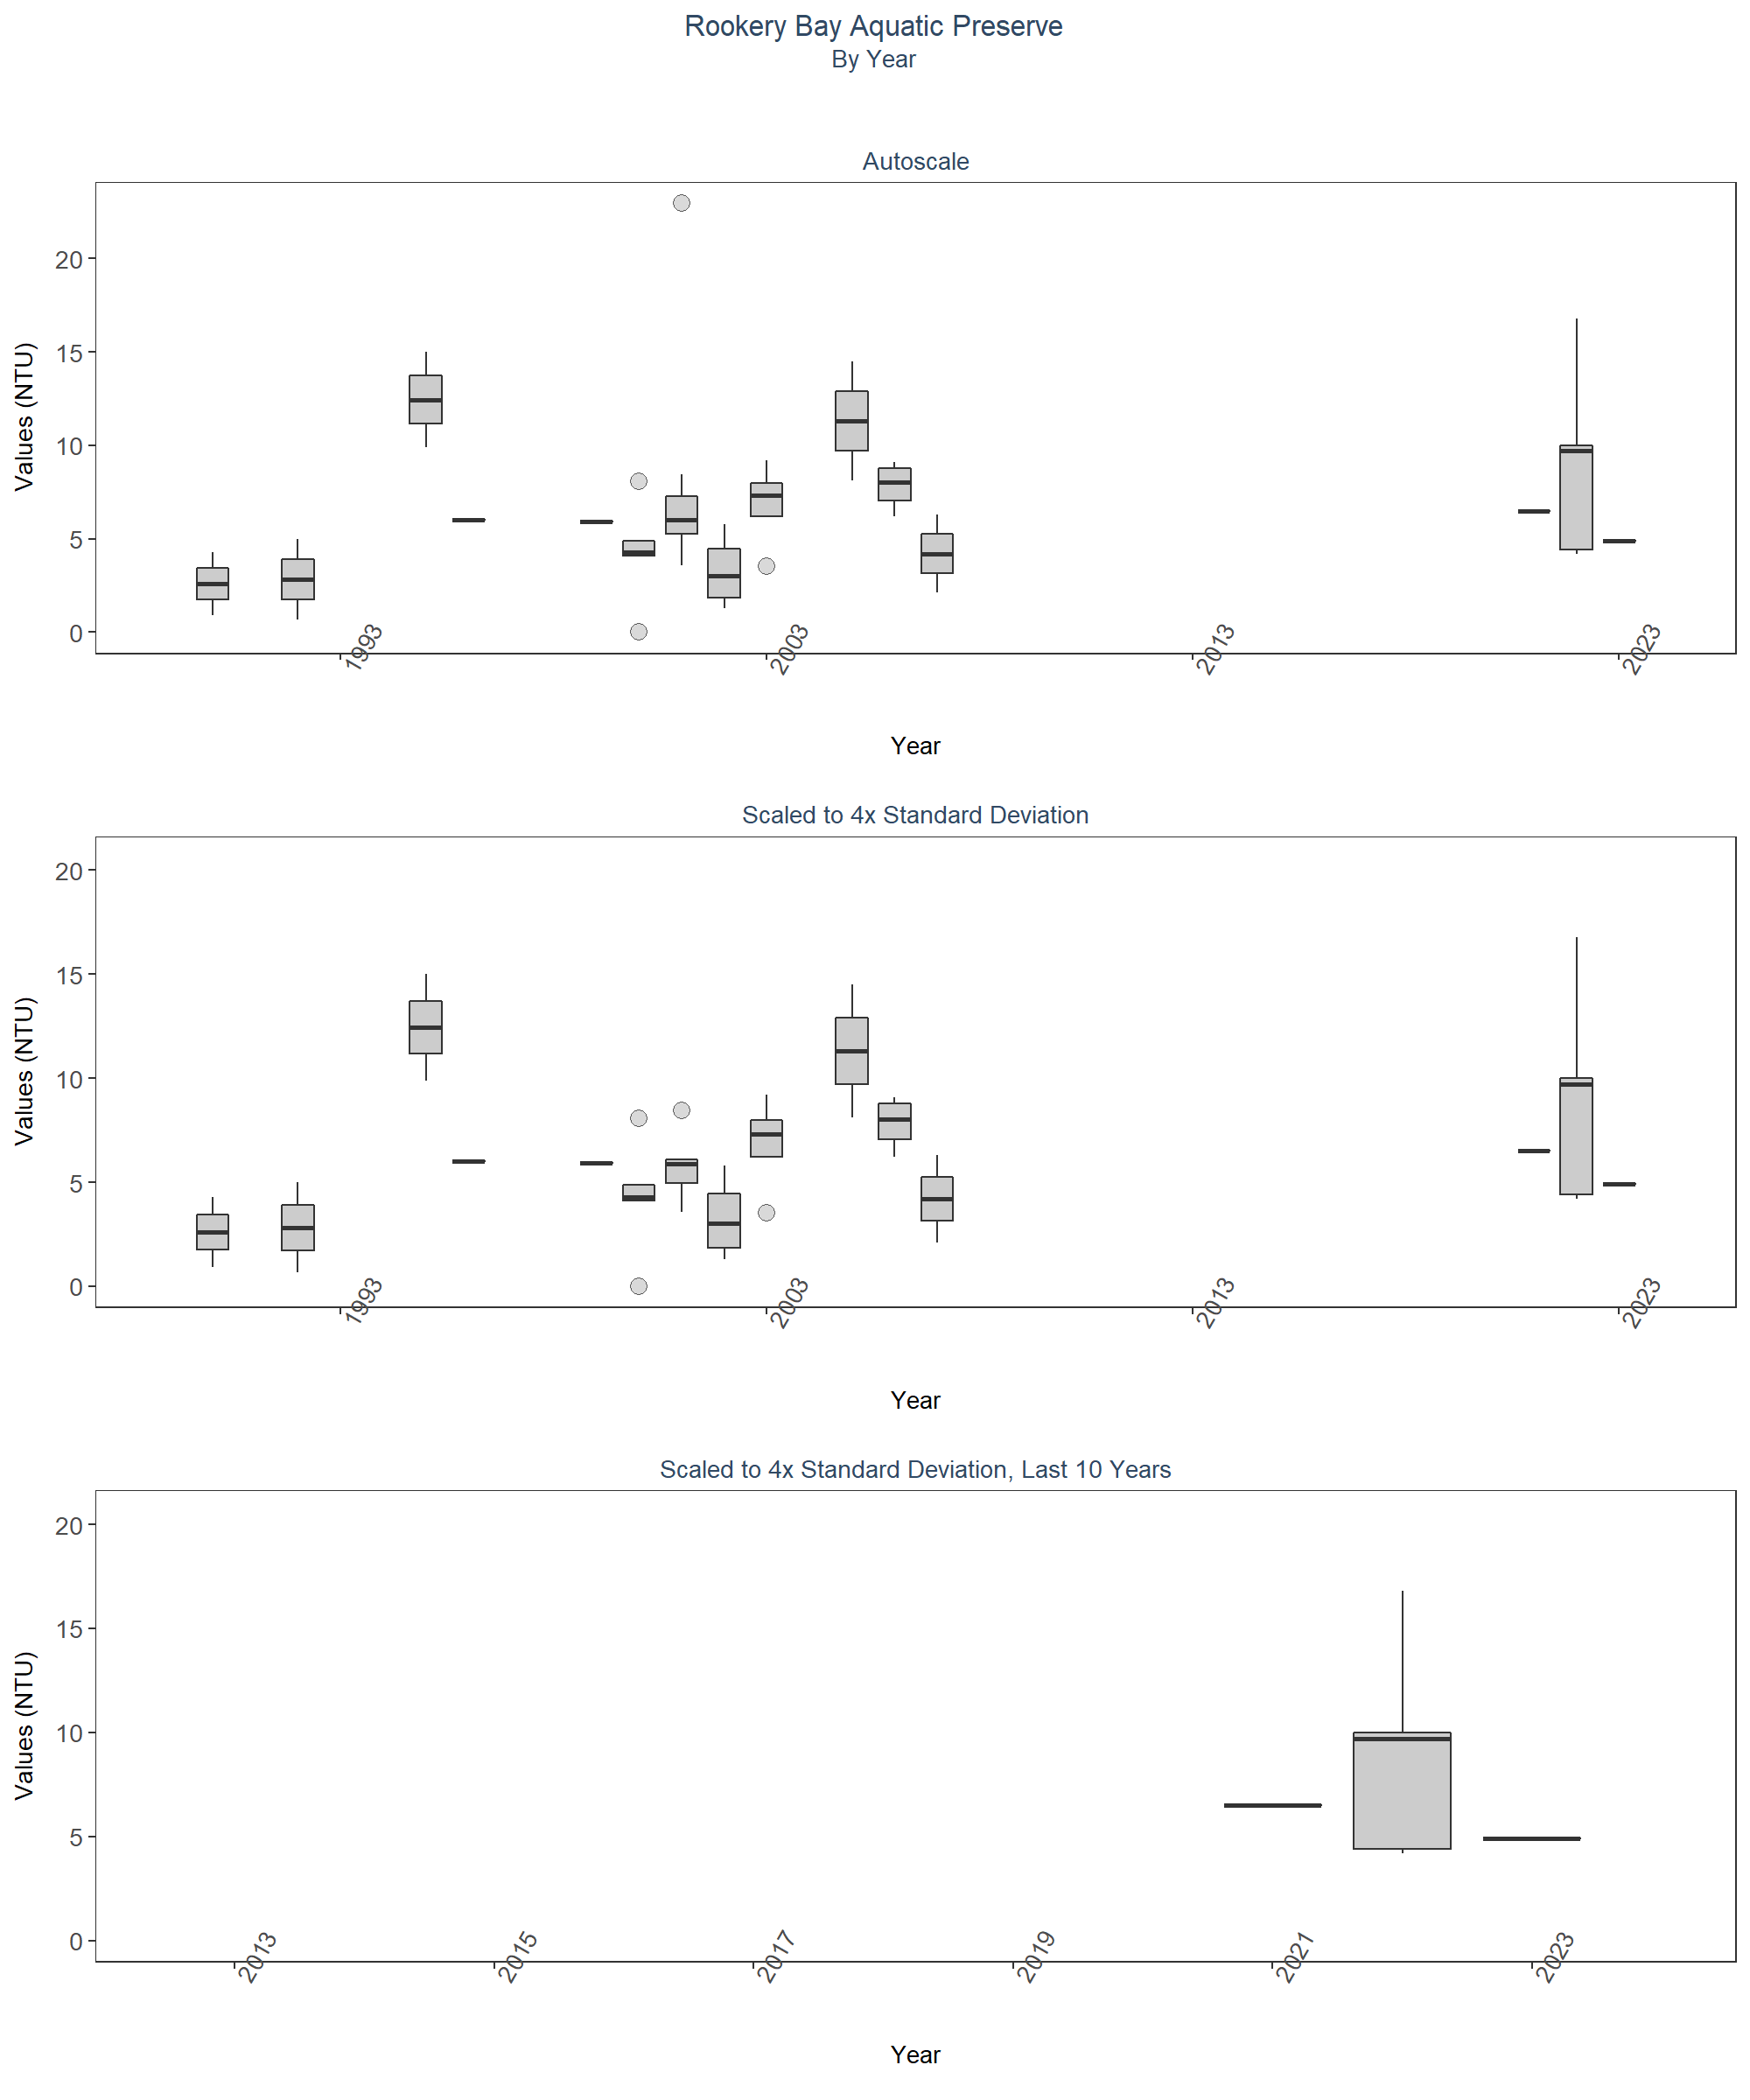 Rookery Bay Aquatic Preserve
By Year
Autoscale
Values (NTU)
20
15
10
5
0
1993 2003 2013 2023
Year
Scaled to 4x Standard Deviation
Values (NTU)
20
15
10
5
0
1993 2003 2013 2023
Year
Scaled to 4x Standard Deviation, Last 10 Years
Values (NTU)
20
15
10
5
0
2013 2015 2017 2019 2021 2023
Year